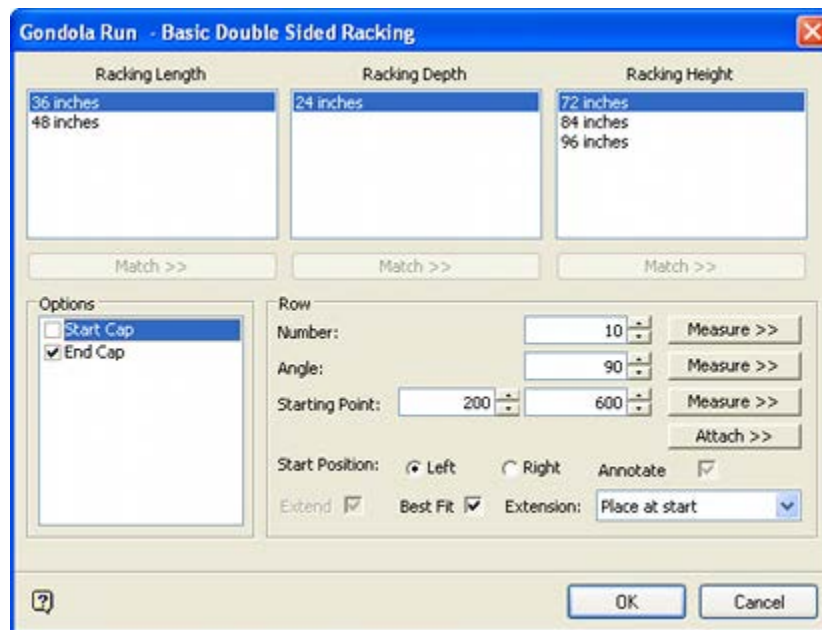 Gondola Run - Basic Double Sided Racking
Racking Length
Racking Depth
Racking Height
36 inches
48 inches
24 inches
72 inches
84 inches
96 inches
Match >>
Match >>
Match >>
Options
Start Cap
End Cap
Row
Number:
10
Measure >>
Angle:
90
Measure >>
Starting Point:
200
600
Measure >>
Attach >>
Start Position:
Left
Right
Annotate
Extend
Best Fit
Extension:
Place at start
?
OK
Cancel